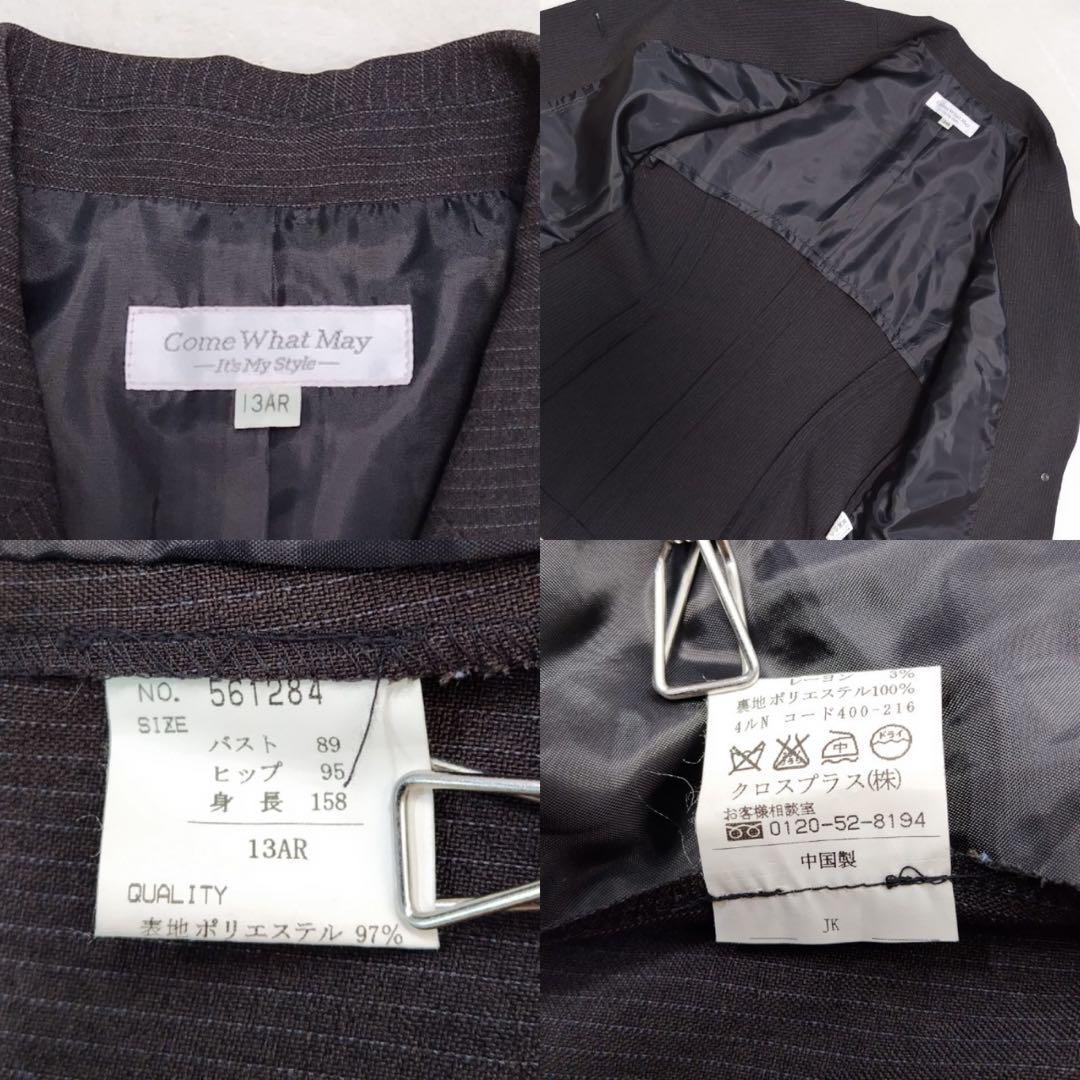 Come What May
—It's My Style—
13AR
Come What May
NO. 561284
SIZE
バスト 89
ヒップ 95
身 長 158
13AR
QUALITY
表地ポリエステル 97%
レーヨン 3%
裏地ポリエステル100%
4ルN コード400-216
中 ドライ
クロスプラス(株)
お客様相談室
0120-52-8194
中国製
JK